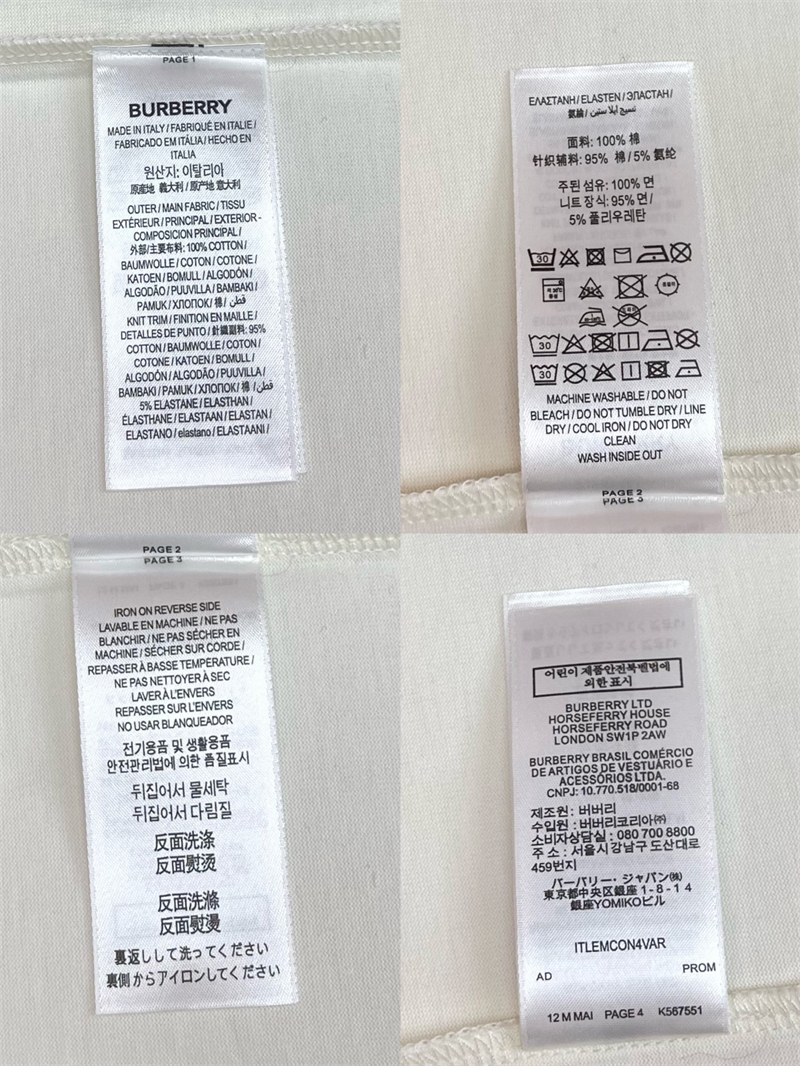 PAGE 1
BURBERRY
MADE IN ITALY / FABRIQUÉ EN ITALIE /
FABRICADO EM ITÁLIA / HECHO EN
ITALIA
원산지: 이탈리아
原産地 義大利 / 原产地 意大利
OUTER / MAIN FABRIC / TISSU
EXTÉRIEUR / PRINCIPAL / EXTERIOR -
COMPOSICIÓN PRINCIPAL /
外部/主要布料: 100% COTTON /
BAUMWOLLE / COTON / COTONE /
KATOEN / BOMULL / ALGODÓN /
ALGODÃO / PUUVILLA / BAMBAKI /
PAMUK / ХЛОПОК / 棉 / قطن /
KNIT TRIM / FINITION EN MAILLE /
DETALLES DE PUNTO / 針織副料: 95%
COTTON / BAUMWOLLE / COTON /
COTONE / KATOEN / BOMULL /
ALGODÓN / ALGODÃO / PUUVILLA /
BAMBAKI / PAMUK / ХЛОПОК / 棉 / قطن /
5% ELASTANE / ELASTHAN /
ÉLASTHANE / ELASTAAN / ELASTAN /
ELASTANO / elastano / ELASTAANI /
ΕΛΑΣΤΑΝΗ / ELASTEN / ЭПАСТАН /
氨綸 / نسيج ايلاستين /
面料: 100% 棉
针织辅料: 95% 棉 / 5% 氨纶
주된 섬유: 100% 면
니트 장식: 95% 면 /
5% 폴리우레탄
30
30
30
MACHINE WASHABLE / DO NOT
BLEACH / DO NOT TUMBLE DRY / LINE
DRY / COOL IRON / DO NOT DRY
CLEAN
WASH INSIDE OUT
PAGE 2
PAGE 3
PAGE 2
PAGE 3
IRON ON REVERSE SIDE
LAVABLE EN MACHINE / NE PAS
BLANCHIR / NE PAS SÉCHER EN
MACHINE / SÉCHER SUR CORDE /
REPASSER À BASSE TEMPERATURE /
NE PAS NETTOYER À SEC
LAVER À L'ENVERS
REPASSER SUR L'ENVERS
NO USAR BLANQUEADOR
전기용품 및 생활용품
안전관리법에 의한 품질표시
뒤집어서 물세탁
뒤집어서 다림질
反面洗涤
反面熨烫
反面洗滌
反面熨燙
裏返しして洗ってください
裏側からアイロンしてください
어린이 제품안전특별법에
의한 표시
BURBERRY LTD
HORSEFERRY HOUSE
HORSEFERRY ROAD
LONDON SW1P 2AW
BURBERRY BRASIL COMÉRCIO
DE ARTIGOS DE VESTUÁRIO E
ACESSÓRIOS LTDA.
CNPJ: 10.770.518/0001-68
제조원 : 버버리
수입원 : 버버리코리아㈜
소비자상담실 : 080 700 8800
주 소 : 서울시강남구 도산대로
459번지
バーバリー・ジャパン㈱
東京都中央区銀座 1 - 8 - 1 4
銀座YOMIKOビル
ITLEMCON4VAR
AD PROM
12 M MAI PAGE 4 K567551